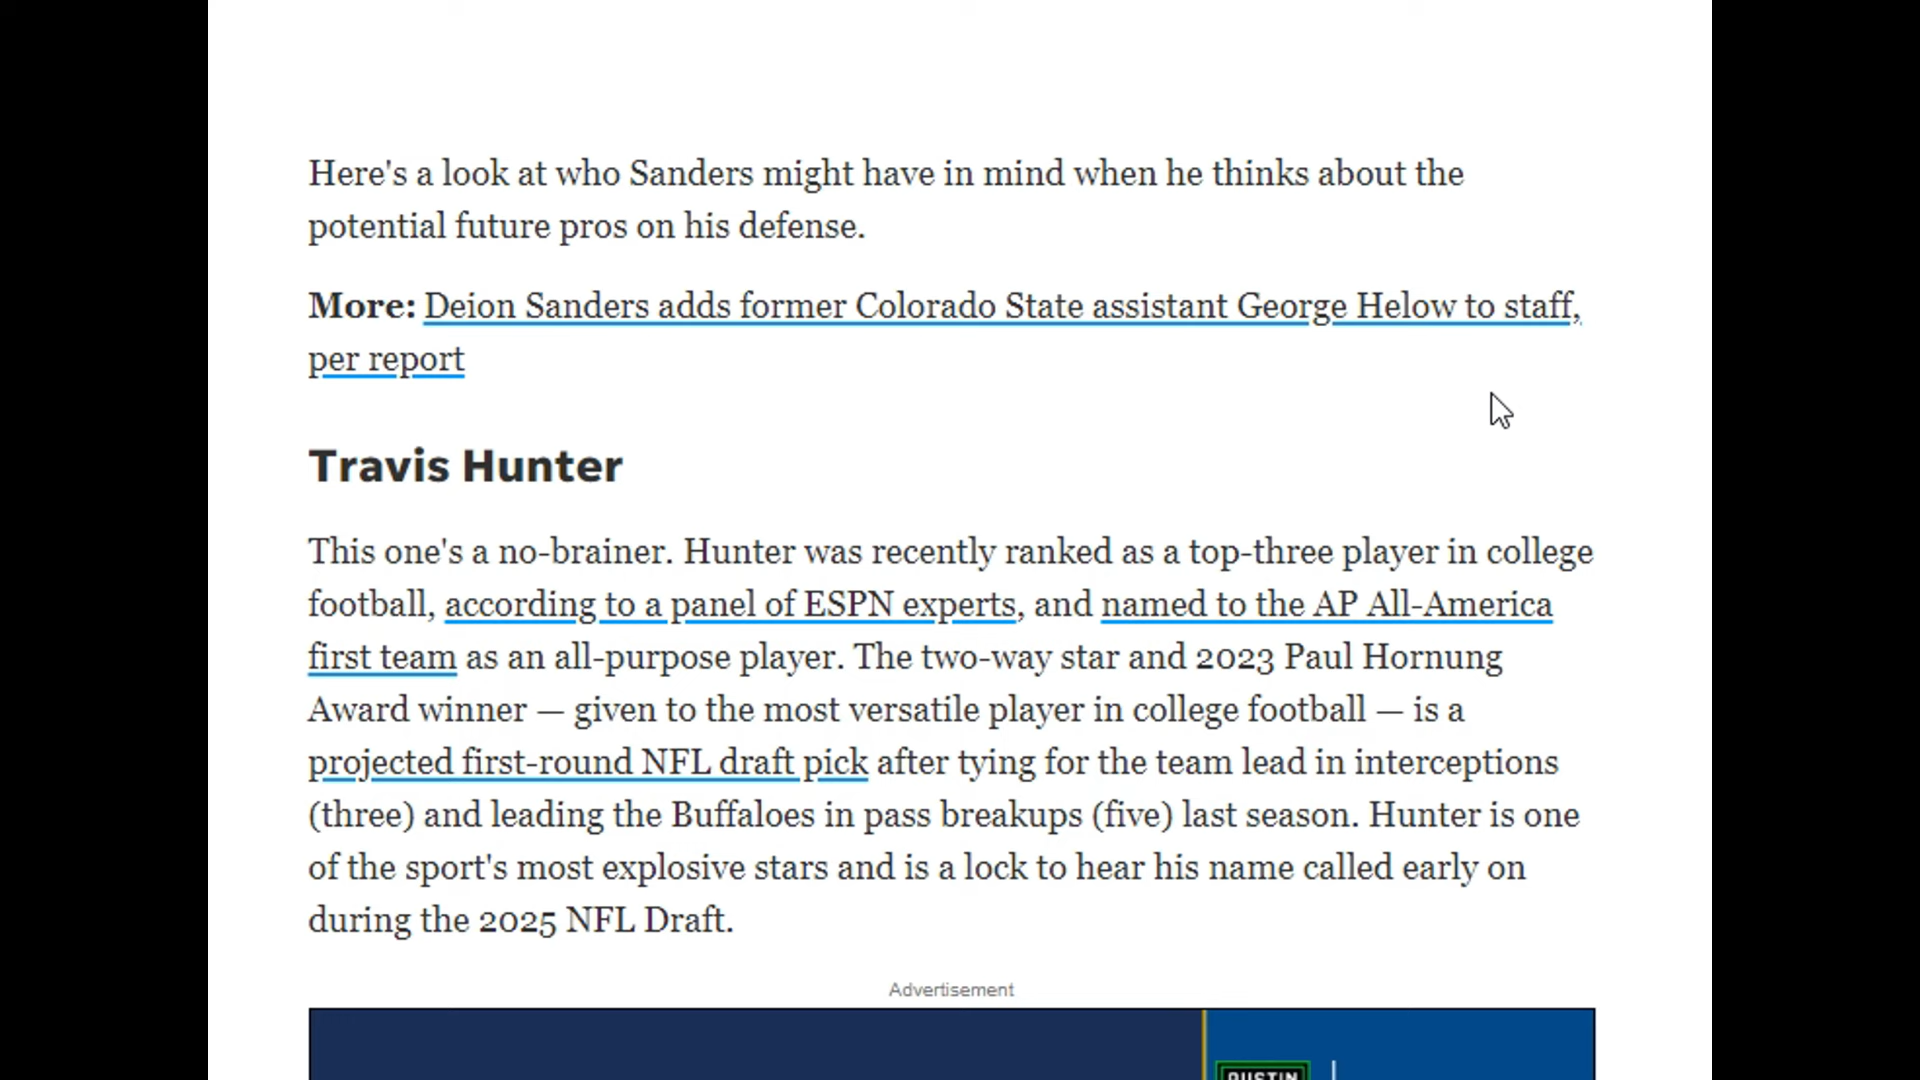 Here's a look at who Sanders might have in mind when he thinks about the
potential future pros on his defense.
More: Deion Sanders adds former Colorado State assistant George Helow to staff,
per report
Travis Hunter
This one's a no-brainer. Hunter was recently ranked as a top-three player in college
football, according to a panel of ESPN experts, and named to the AP All-America
first team as an all-purpose player. The two-way star and 2023 Paul Hornung
Award winner — given to the most versatile player in college football — is a
projected first-round NFL draft pick after tying for the team lead in interceptions
(three) and leading the Buffaloes in pass breakups (five) last season. Hunter is one
of the sport's most explosive stars and is a lock to hear his name called early on
during the 2025 NFL Draft.
Advertisement